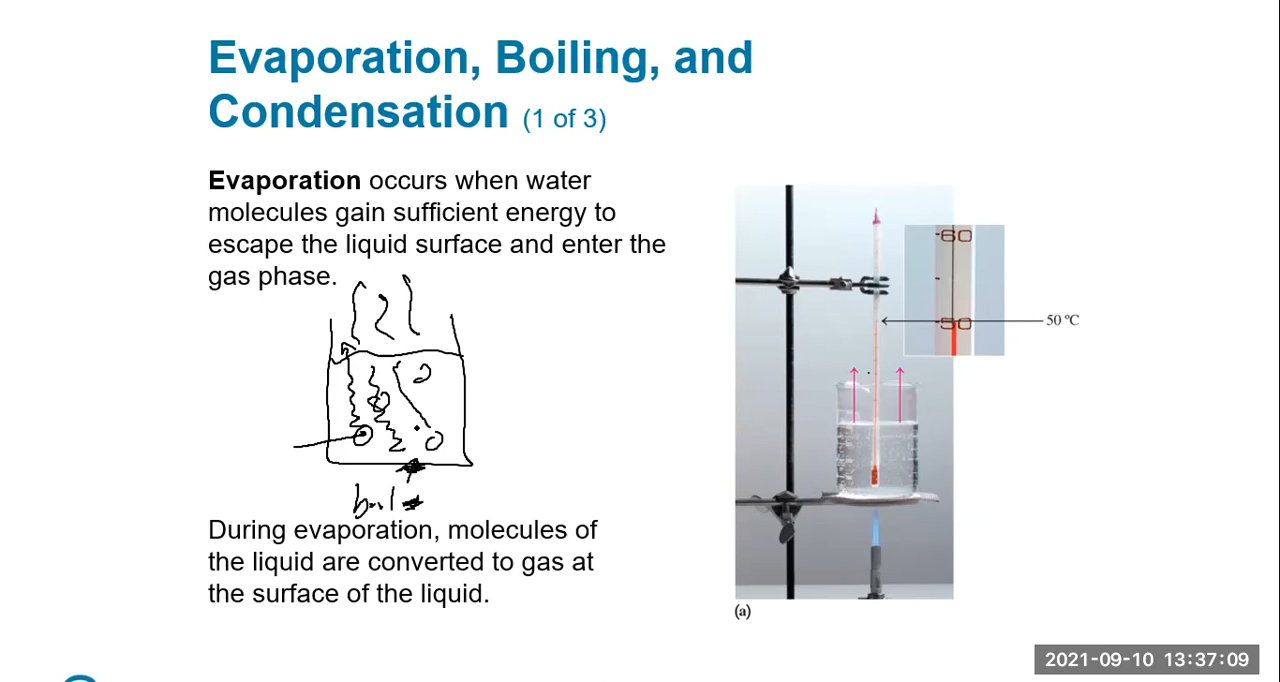 Evaporation, Boiling, and
Condensation (1 of 3)
Evaporation occurs when water
molecules gain sufficient energy to
escape the liquid surface and enter the
gas phase.
60
50
50 ºC
During evaporation, molecules of
the liquid are converted to gas at
the surface of the liquid.
(a)
2021-09-10 13:37:09